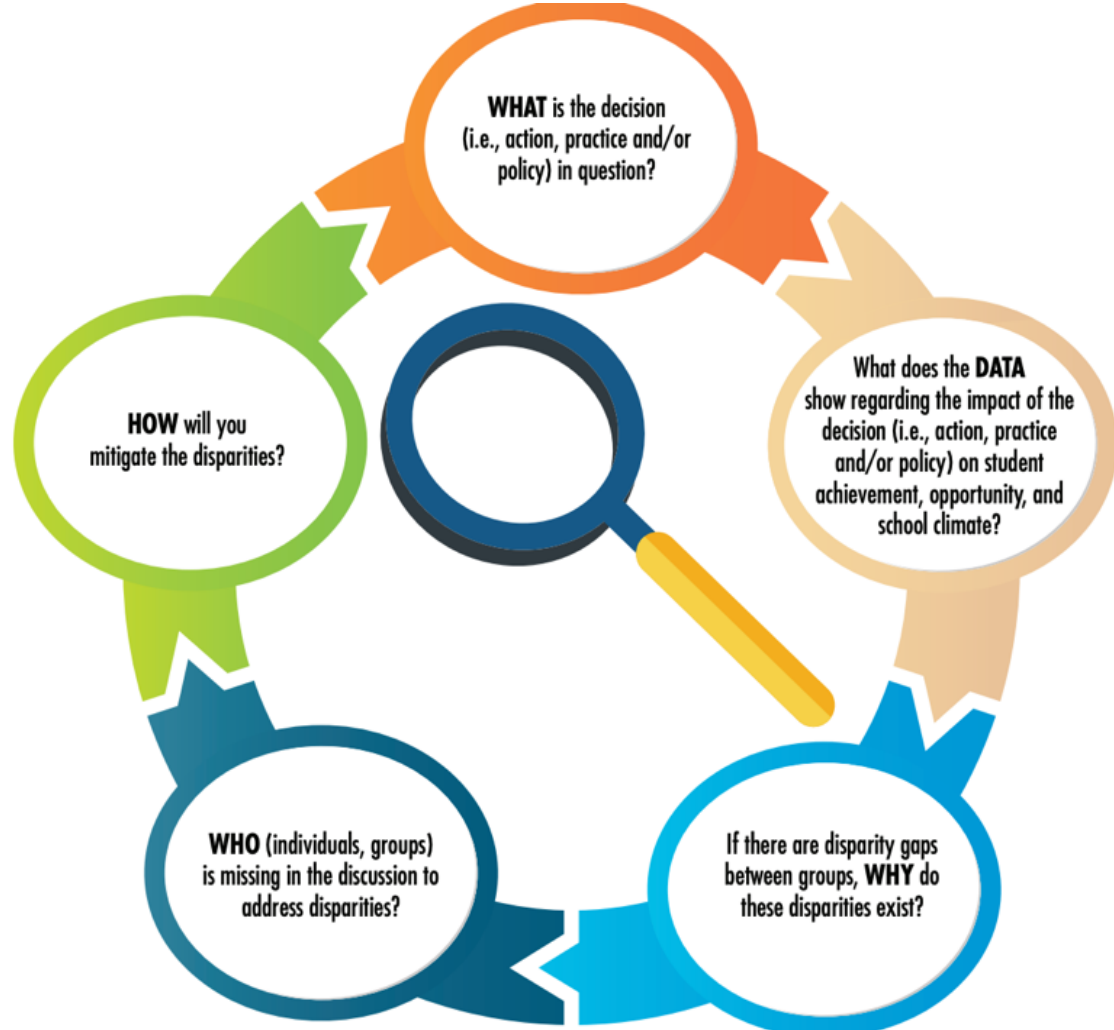 WHAT is the decision
(i.e., action, practice and/or
policy) in question?
What does the DATA
show regarding the impact of the
decision (i.e., action, practice
and/or policy) on student
achievement, opportunity, and
school climate?
If there are disparity gaps
between groups, WHY do
these disparities exist?
WHO (individuals, groups)
is missing in the discussion to
address disparities?
HOW will you
mitigate the disparities?